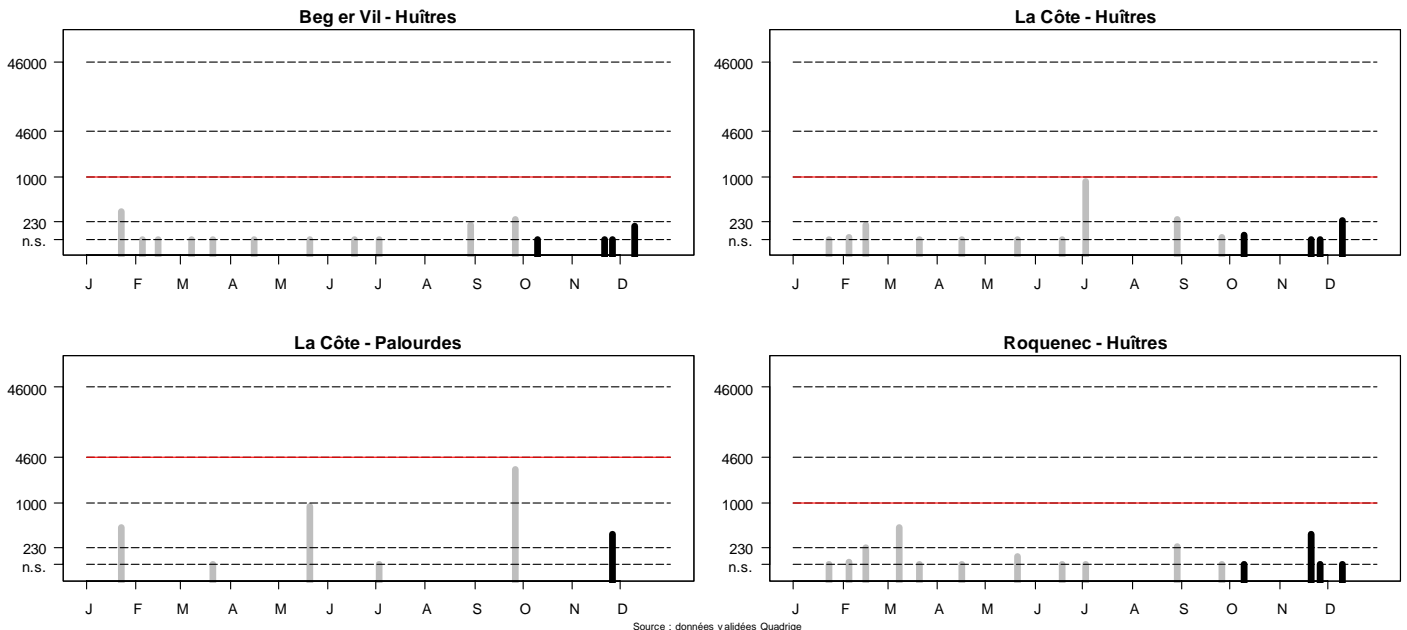 Beg er Vil - Huîtres
46000
4600
1000
230
n.s.
J F M A M J J A S O N D
La Côte - Huîtres
46000
4600
1000
230
n.s.
J F M A M J J A S O N D
La Côte - Palourdes
46000
4600
1000
230
n.s.
J F M A M J J A S O N D
Roquenec - Huîtres
46000
4600
1000
230
n.s.
J F M A M J J A S O N D
Source : données validées Quadrige